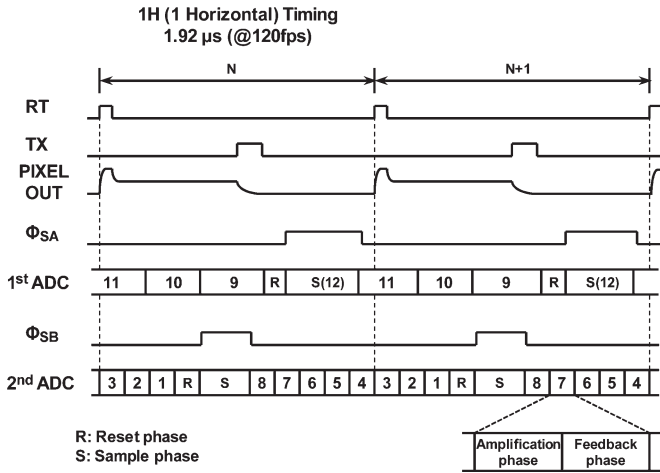 1H (1 Horizontal) Timing
1.92 µs (@120fps)
N N+1
RT
TX
PIXEL
OUT
ΦSA
1st ADC 11 10 9 R S(12) 11 10 9 R S(12)
ΦSB
2nd ADC 3 2 1 R S 8 7 6 5 4 3 2 1 R S 8 7 6 5 4
R: Reset phase
S: Sample phase
Amplification
phase
Feedback
phase